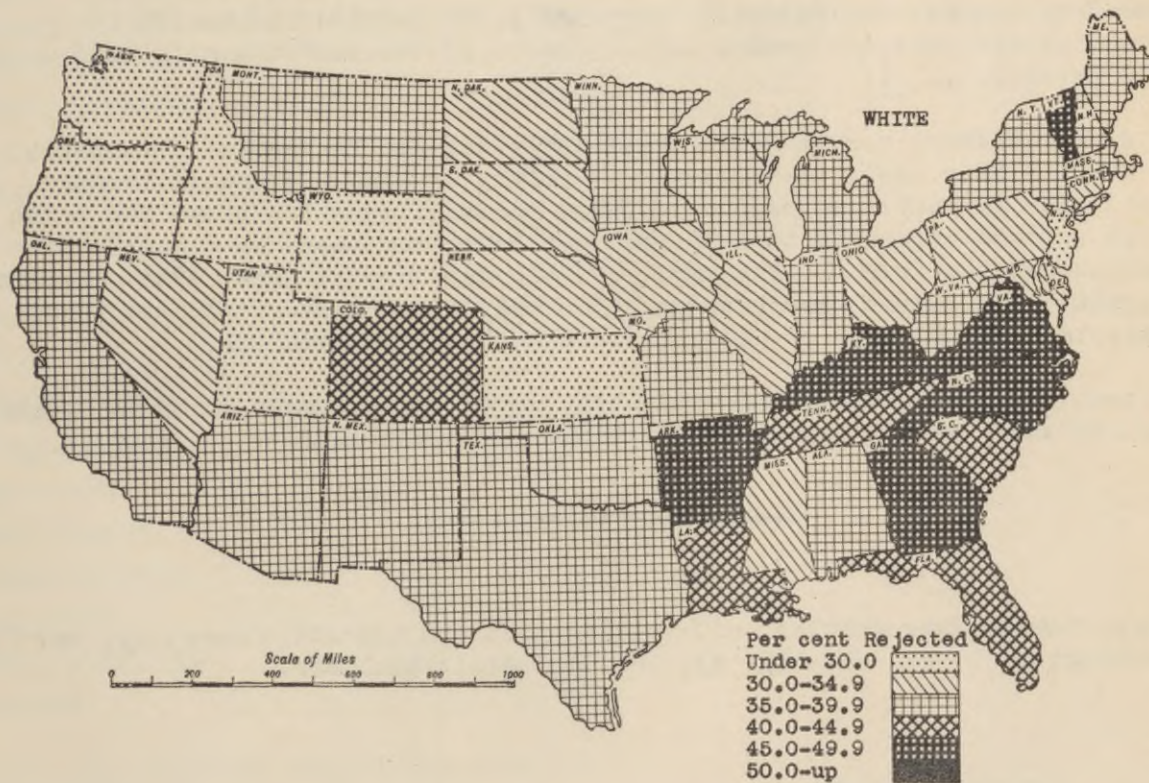 WHITE
WASH.
IDA
MONT.
N. DAK.
MINN.
ME.
ORE.
WYO.
S. DAK.
WIS.
MICH.
N. Y.
VT.
N.H.
MASS.
CONN.
CAL.
NEV.
UTAH
NEBR.
IOWA
ILL.
IND.
OHIO
PA.
N.J.
COLO.
KANS.
MO.
KY.
W. VA.
VA.
MD.
DEL.
ARIZ.
N. MEX.
TEX.
OKLA.
ARK.
TENN.
N. C.
S. C.
MISS.
ALA.
GA.
LA.
FLA.
Scale of Miles
0 200 400 600 800 1000
Per cent Rejected
Under 30.0
30.0-34.9
35.0-39.9
40.0-44.9
45.0-49.9
50.0-up